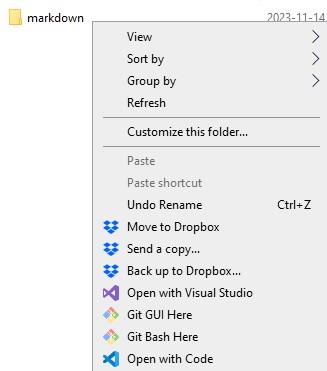 markdown 2023-11-14
View
Sort by
Group by
Refresh
Customize this folder...
Paste
Paste shortcut
Undo Rename Ctrl+Z
Move to Dropbox
Send a copy...
Back up to Dropbox...
Open with Visual Studio
Git GUI Here
Git Bash Here
Open with Code